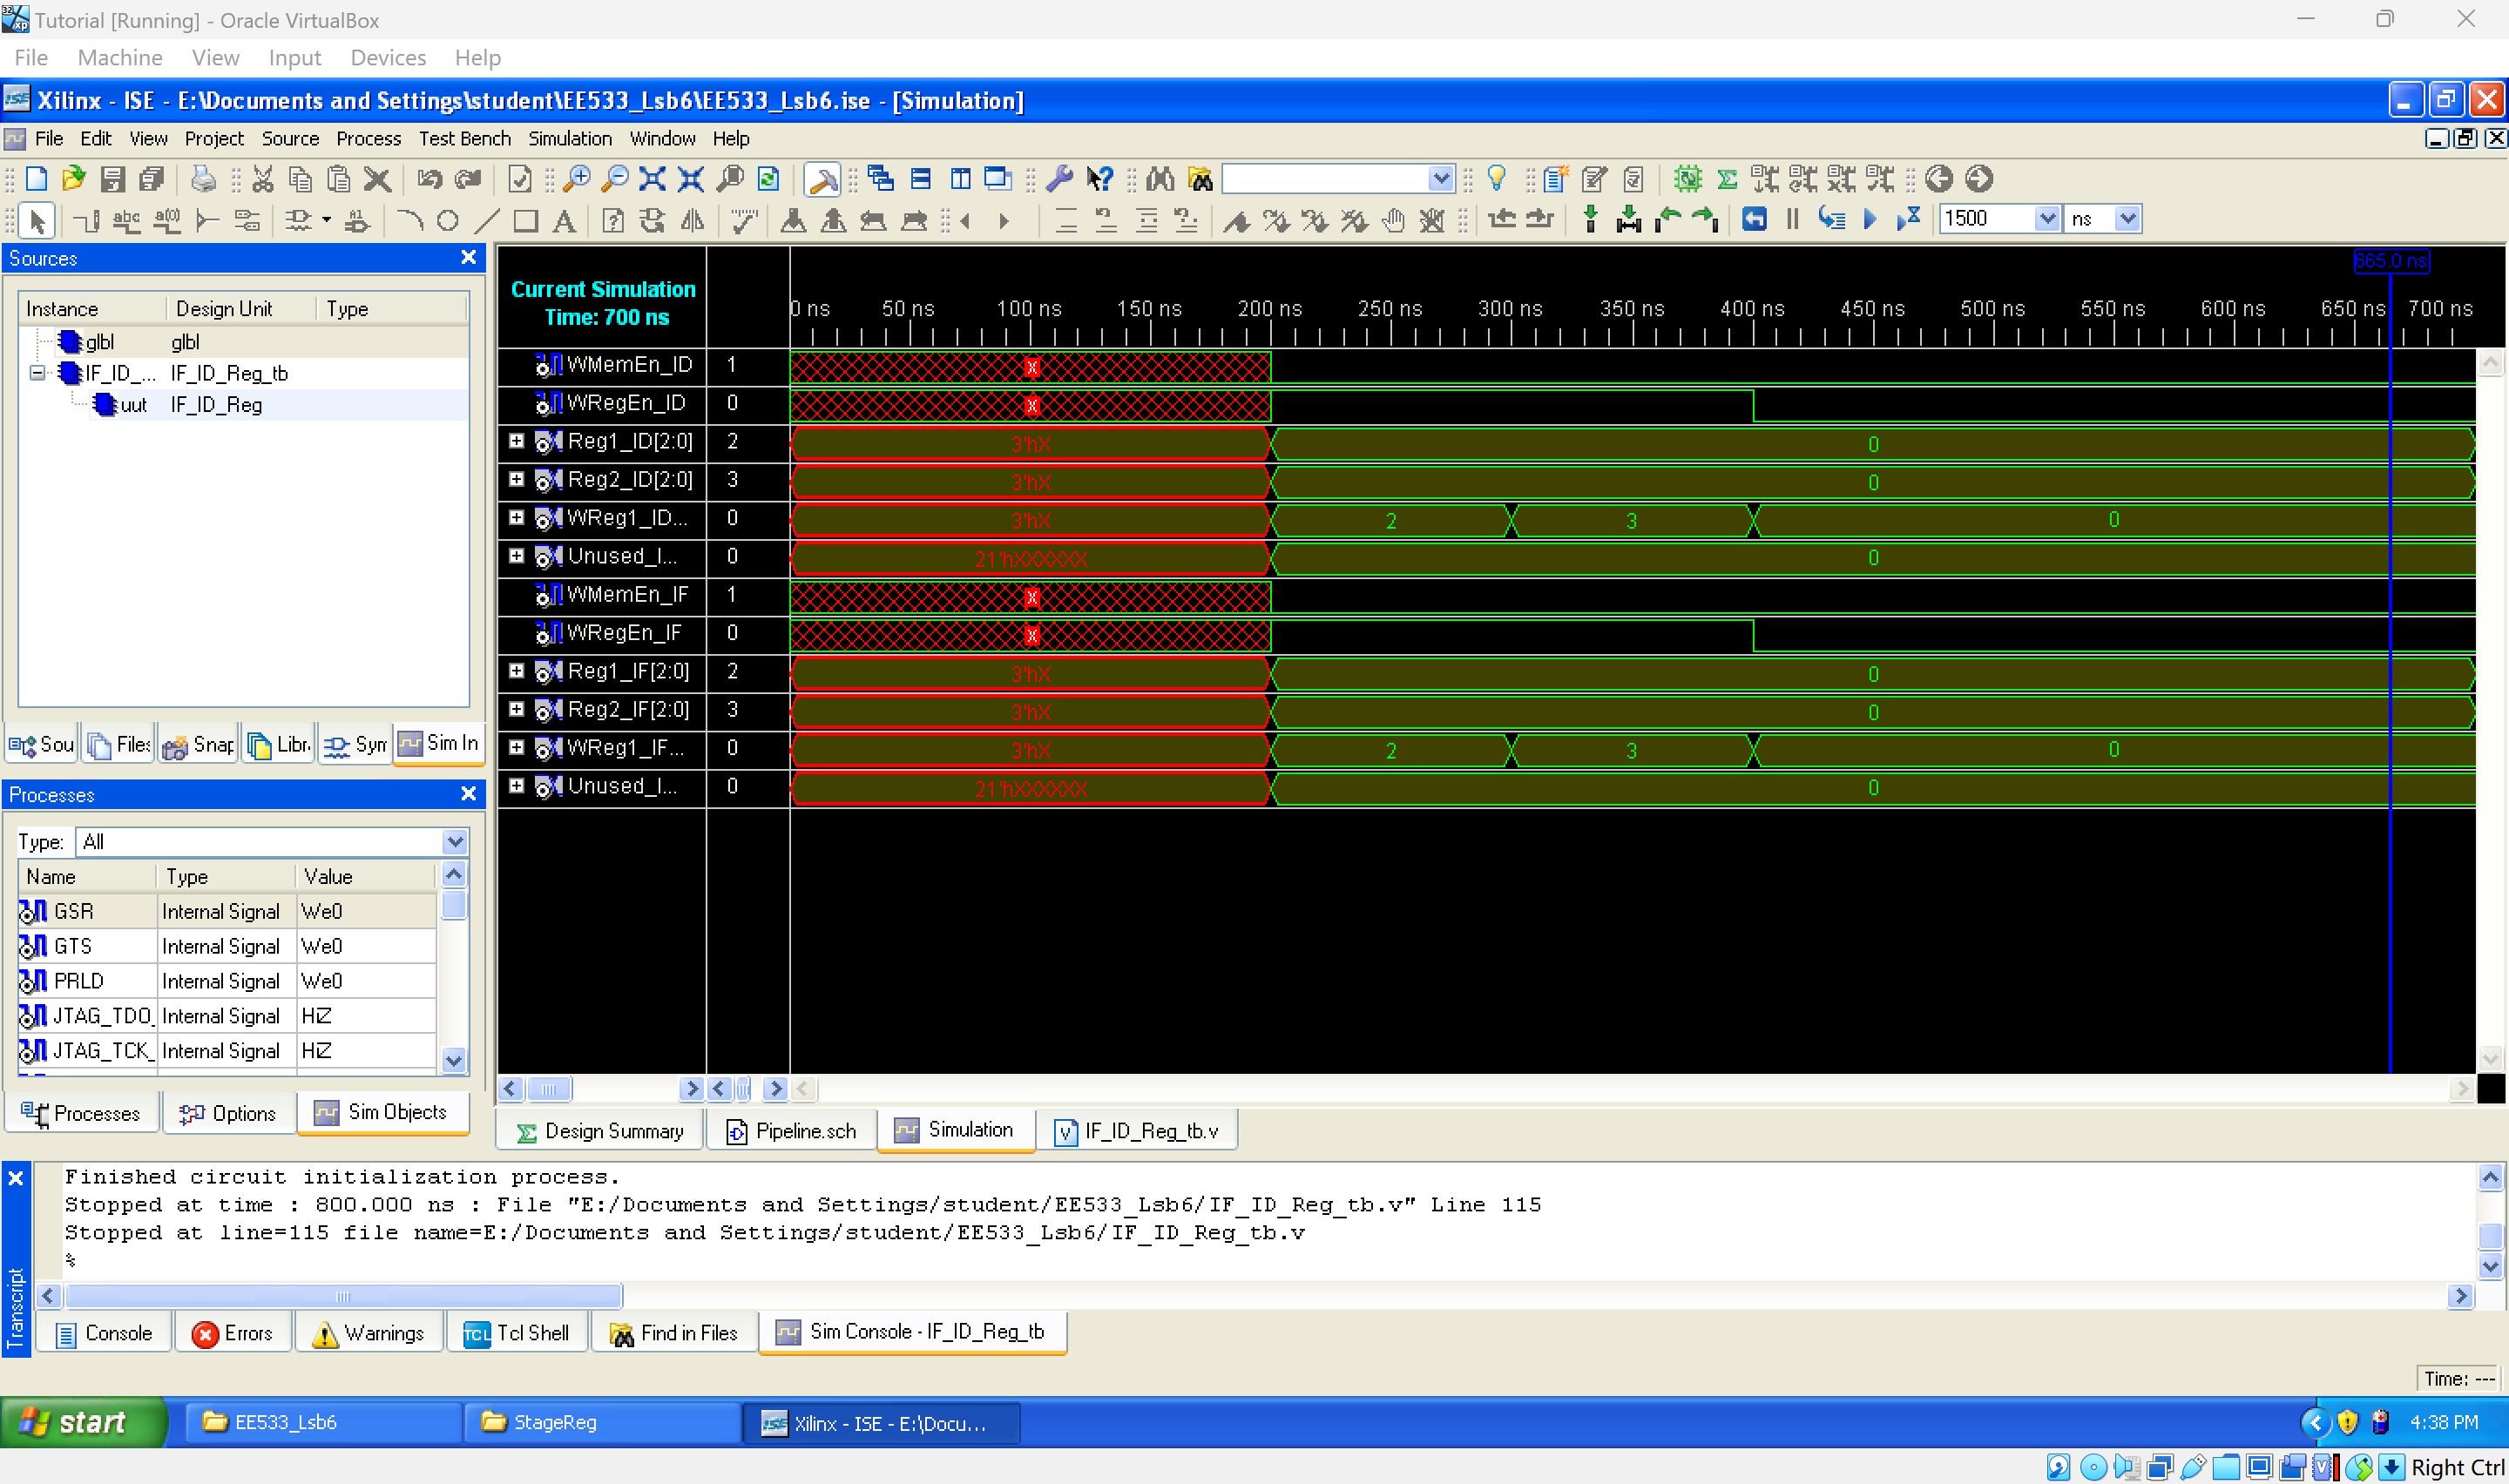 Tutorial [Running] - Oracle VirtualBox
File Machine View Input Devices Help
Xilinx - ISE - E:\Documents and Settings\student\EE533_Lsb6\EE533_Lsb6.ise - [Simulation]
File Edit View Project Source Process Test Bench Simulation Window Help
1500 ns
Sources
Instance Design Unit Type
glbl glbl
IF_ID_... IF_ID_Reg_tb
uut IF_ID_Reg
Sou Files Snap Libr. Sym Sim In
Processes
Type: All
Name Type Value
GSR Internal Signal We0
GTS Internal Signal We0
PRLD Internal Signal We0
JTAG_TDO_ Internal Signal HiZ
JTAG_TCK_ Internal Signal HiZ
Processes Options Sim Objects
665.0 ns
Current Simulation
Time: 700 ns
0 ns 50 ns 100 ns 150 ns 200 ns 250 ns 300 ns 350 ns 400 ns 450 ns 500 ns 550 ns 600 ns 650 ns 700 ns
WMemEn_ID 1 X
WRegEn_ID 0 X
Reg1_ID[2:0] 2 3'hX 0
Reg2_ID[2:0] 3 3'hX 0
WReg1_ID... 0 3'hX 2 3 0
Unused_I... 0 21'hXXXXXX 0
WMemEn_IF 1 X
WRegEn_IF 0 X
Reg1_IF[2:0] 2 3'hX 0
Reg2_IF[2:0] 3 3'hX 0
WReg1_IF... 0 3'hX 2 3 0
Unused_I... 0 21'hXXXXXX 0
Design Summary Pipeline.sch Simulation IF_ID_Reg_tb.v
Transcript
Finished circuit initialization process.
Stopped at time : 800.000 ns : File "E:/Documents and Settings/student/EE533_Lsb6/IF_ID_Reg_tb.v" Line 115
Stopped at line=115 file name=E:/Documents and Settings/student/EE533_Lsb6/IF_ID_Reg_tb.v
%
Console Errors Warnings Tcl Shell Find in Files Sim Console - IF_ID_Reg_tb
Time: ---
start EE533_Lsb6 StageReg Xilinx - ISE - E:\Docu... 4:38 PM
Right Ctrl